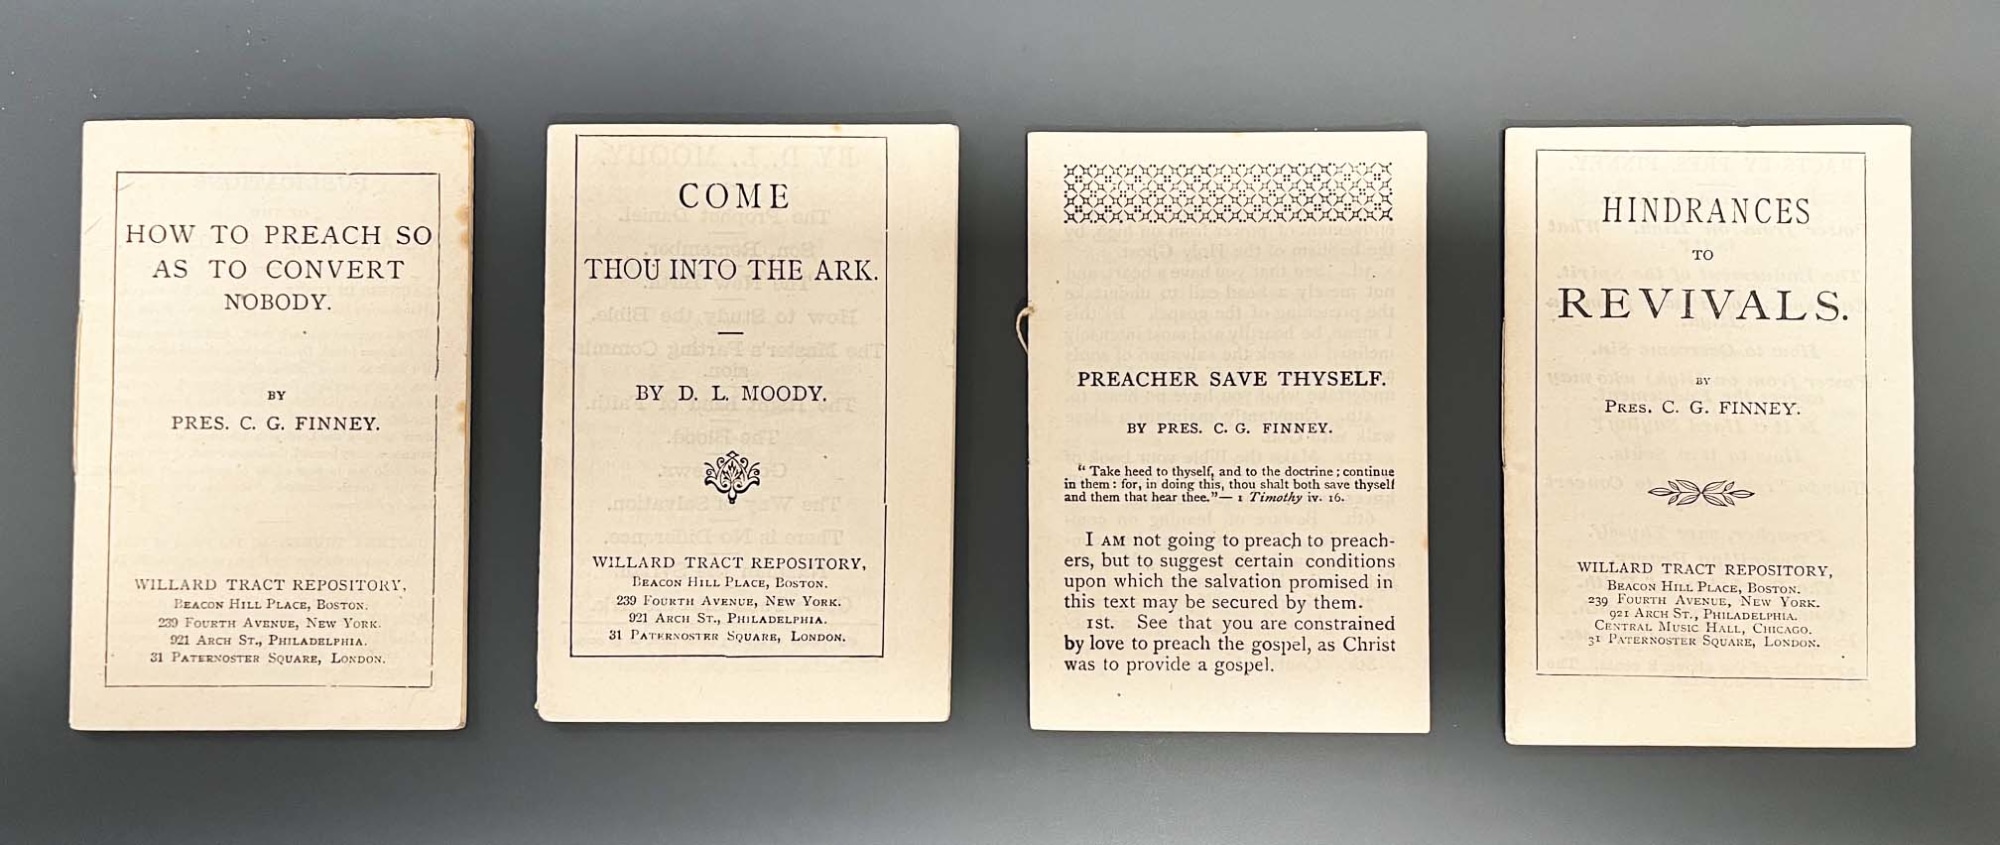 HOW TO PREACH SO
AS TO CONVERT
NOBODY.
BY
PRES. C. G. FINNEY.
WILLARD TRACT REPOSITORY,
BEACON HILL PLACE, BOSTON.
239 FOURTH AVENUE, NEW YORK.
921 ARCH ST., PHILADELPHIA.
31 PATERNOSTER SQUARE, LONDON.
COME
THOU INTO THE ARK.
BY D. L. MOODY.
WILLARD TRACT REPOSITORY,
BEACON HILL PLACE, BOSTON.
239 FOURTH AVENUE, NEW YORK.
921 ARCH ST., PHILADELPHIA.
31 PATERNOSTER SQUARE, LONDON.
PREACHER SAVE THYSELF.
BY PRES. C. G. FINNEY.
"Take heed to thyself, and to the doctrine; continue
in them: for, in doing this, thou shalt both save thyself
and them that hear thee."—1 Timothy iv. 16.
I AM not going to preach to preach-
ers, but to suggest certain conditions
upon which the salvation promised in
this text may be secured by them.
1st. See that you are constrained
by love to preach the gospel, as Christ
was to provide a gospel.
HINDRANCES
TO
REVIVALS.
BY
PRES. C. G. FINNEY.
WILLARD TRACT REPOSITORY,
BEACON HILL PLACE, BOSTON.
239 FOURTH AVENUE, NEW YORK.
921 ARCH ST., PHILADELPHIA.
CENTRAL MUSIC HALL, CHICAGO.
31 PATERNOSTER SQUARE, LONDON.